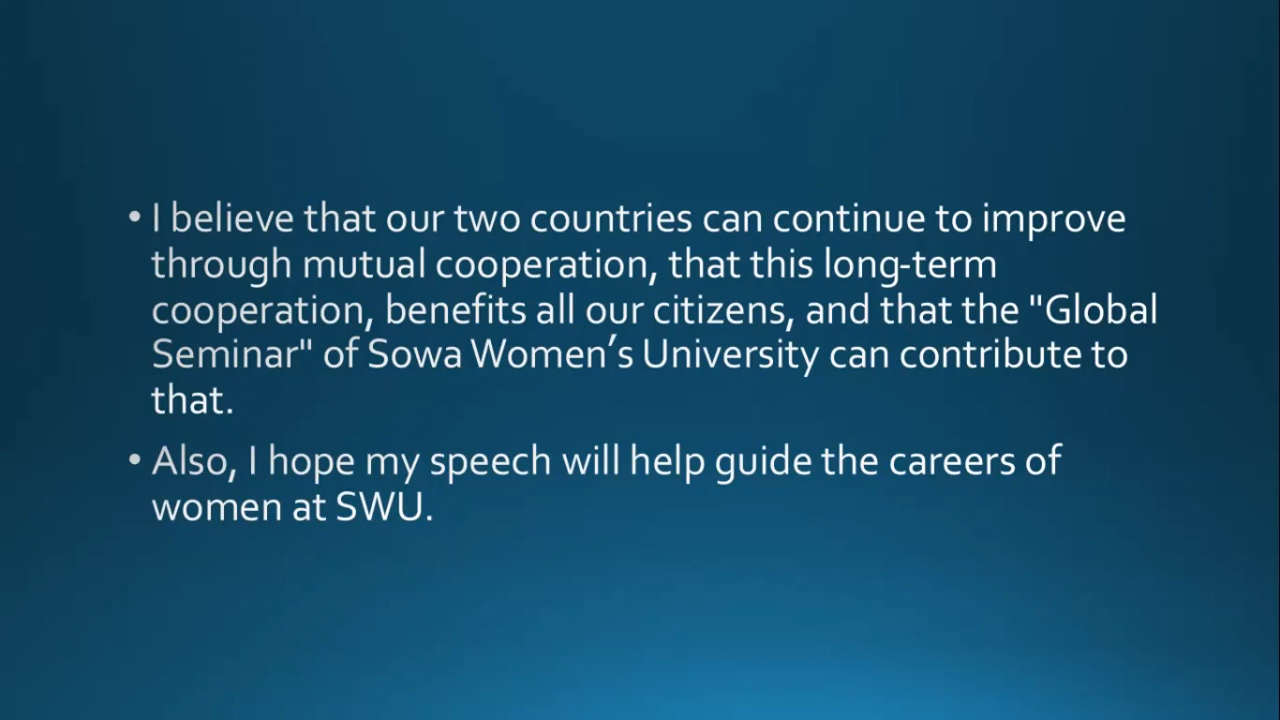 • I believe that our two countries can continue to improve
through mutual cooperation, that this long-term
cooperation, benefits all our citizens, and that the "Global
Seminar" of Sowa Women’s University can contribute to
that.
• Also, I hope my speech will help guide the careers of
women at SWU.